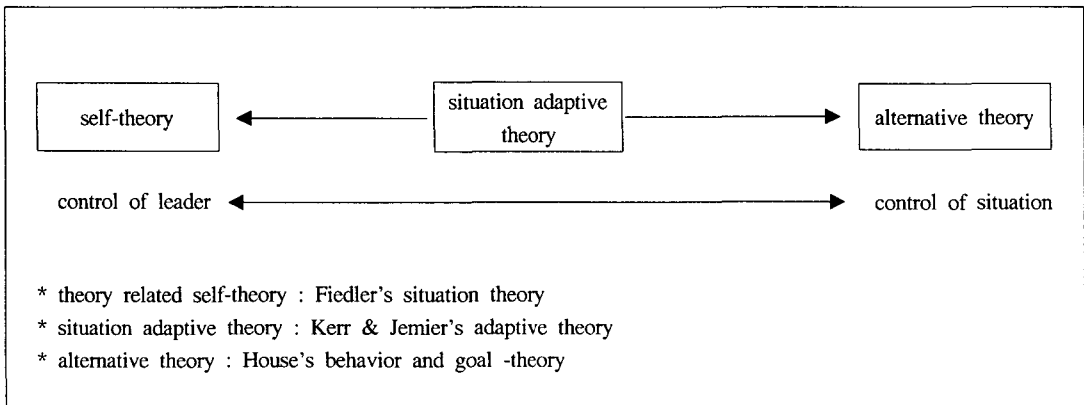 self-theory
situation adaptive
theory
alternative theory
control of leader
control of situation
* theory related self-theory : Fiedler's situation theory
* situation adaptive theory : Kerr & Jemier's adaptive theory
* alternative theory : House's behavior and goal -theory